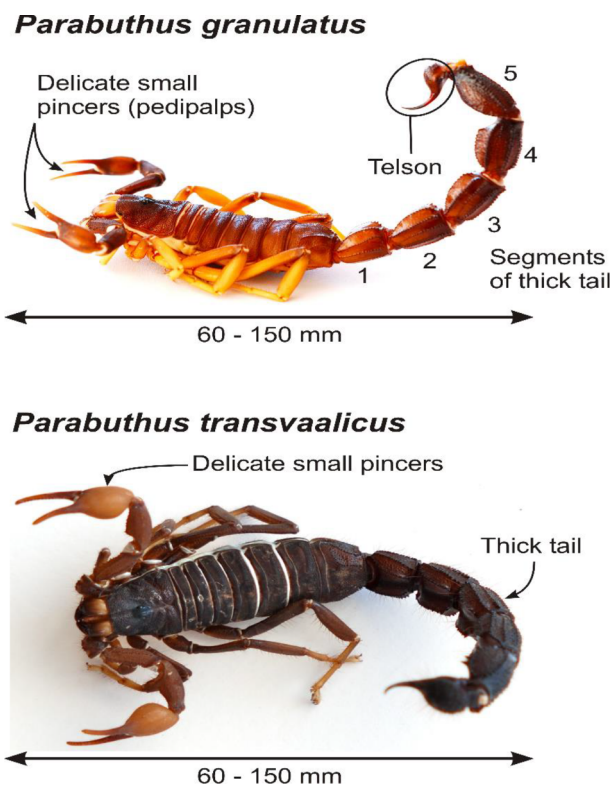 Parabuthus granulatus
Delicate small
pincers (pedipalps)
5
Telson
4
3
Segments
of thick tail
1
2
60 - 150 mm
Parabuthus transvaalicus
Delicate small pincers
Thick tail
60 - 150 mm